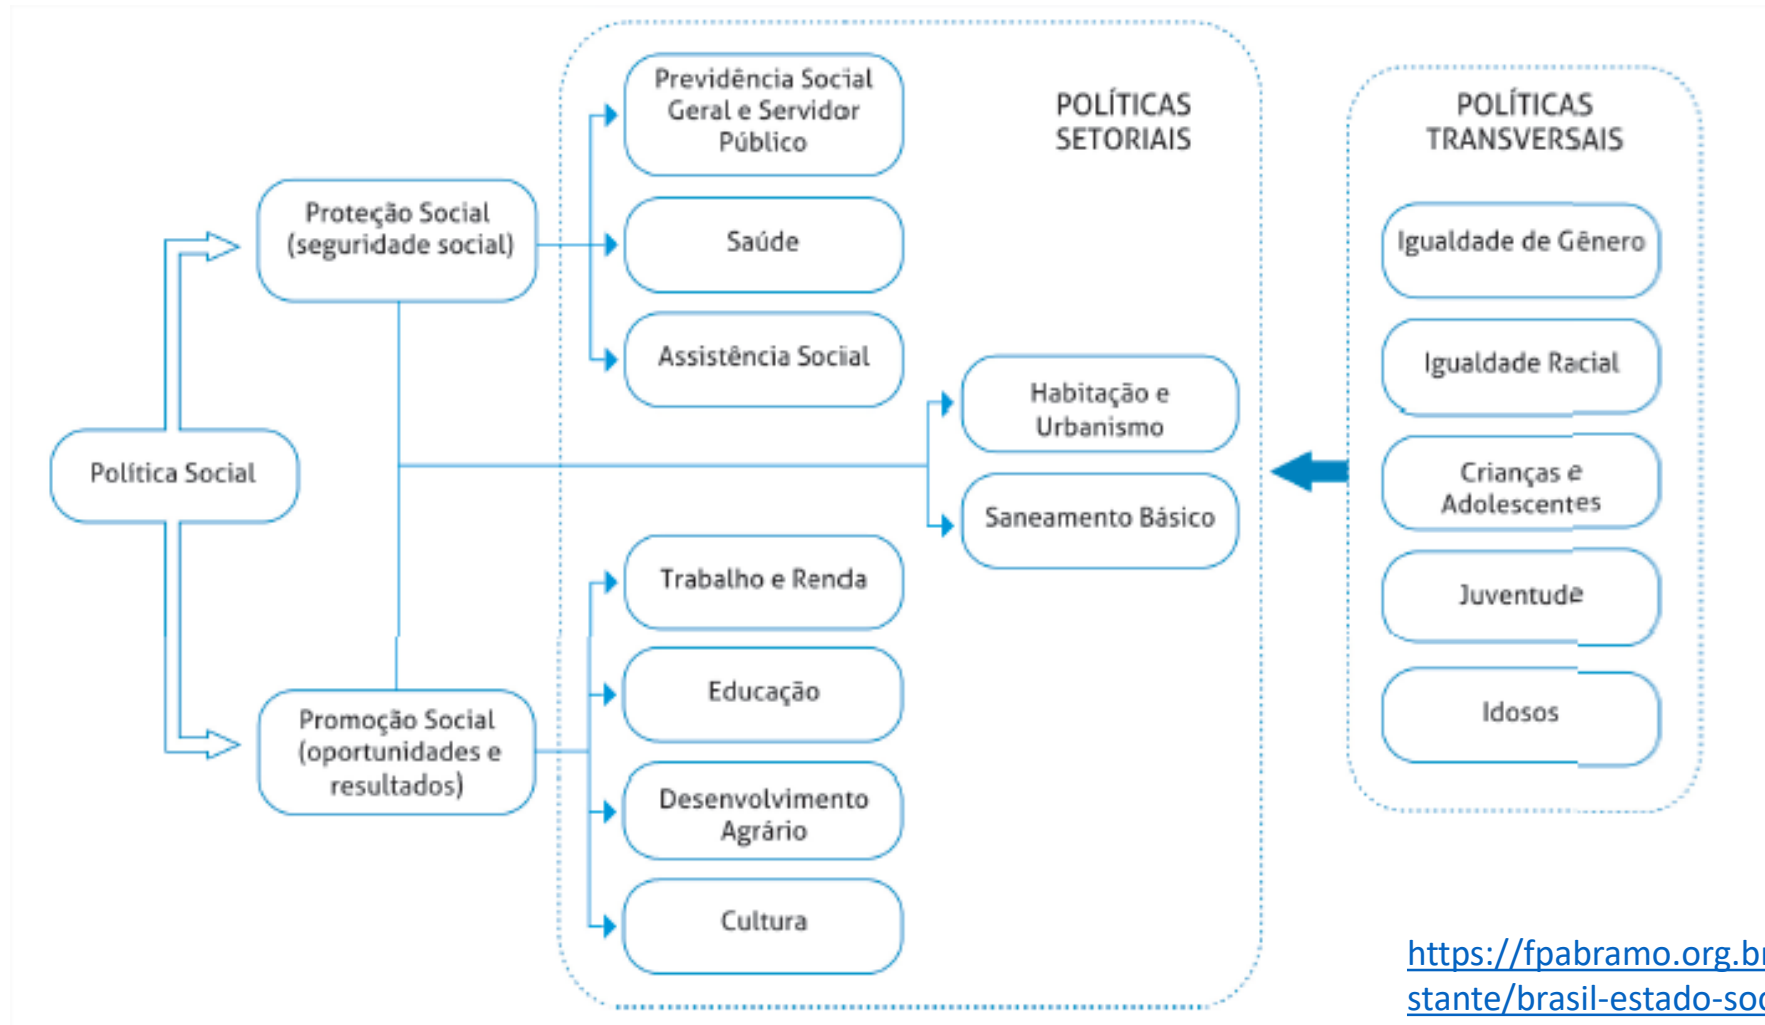 Política Social
Proteção Social
(seguridade social)
Promoção Social
(oportunidades e
resultados)
Previdência Social
Geral e Servidor
Público
Saúde
Assistência Social
Trabalho e Renda
Educação
Desenvolvimento
Agrário
Cultura
POLÍTICAS
SETORIAIS
Habitação e
Urbanismo
Saneamento Básico
POLÍTICAS
TRANSVERSAIS
Igualdade de Gênero
Igualdade Racial
Crianças e
Adolescentes
Juventude
Idosos
https://fpabramo.org.br
stante/brasil-estado-soc